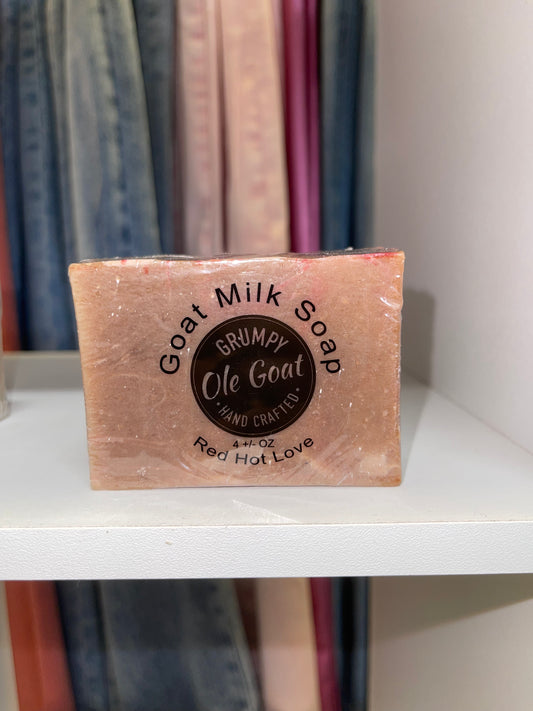 Goat Milk Soap
GRUMPY
Ole Goat
• HAND CRAFTED •
4 +/- OZ
Red Hot Love